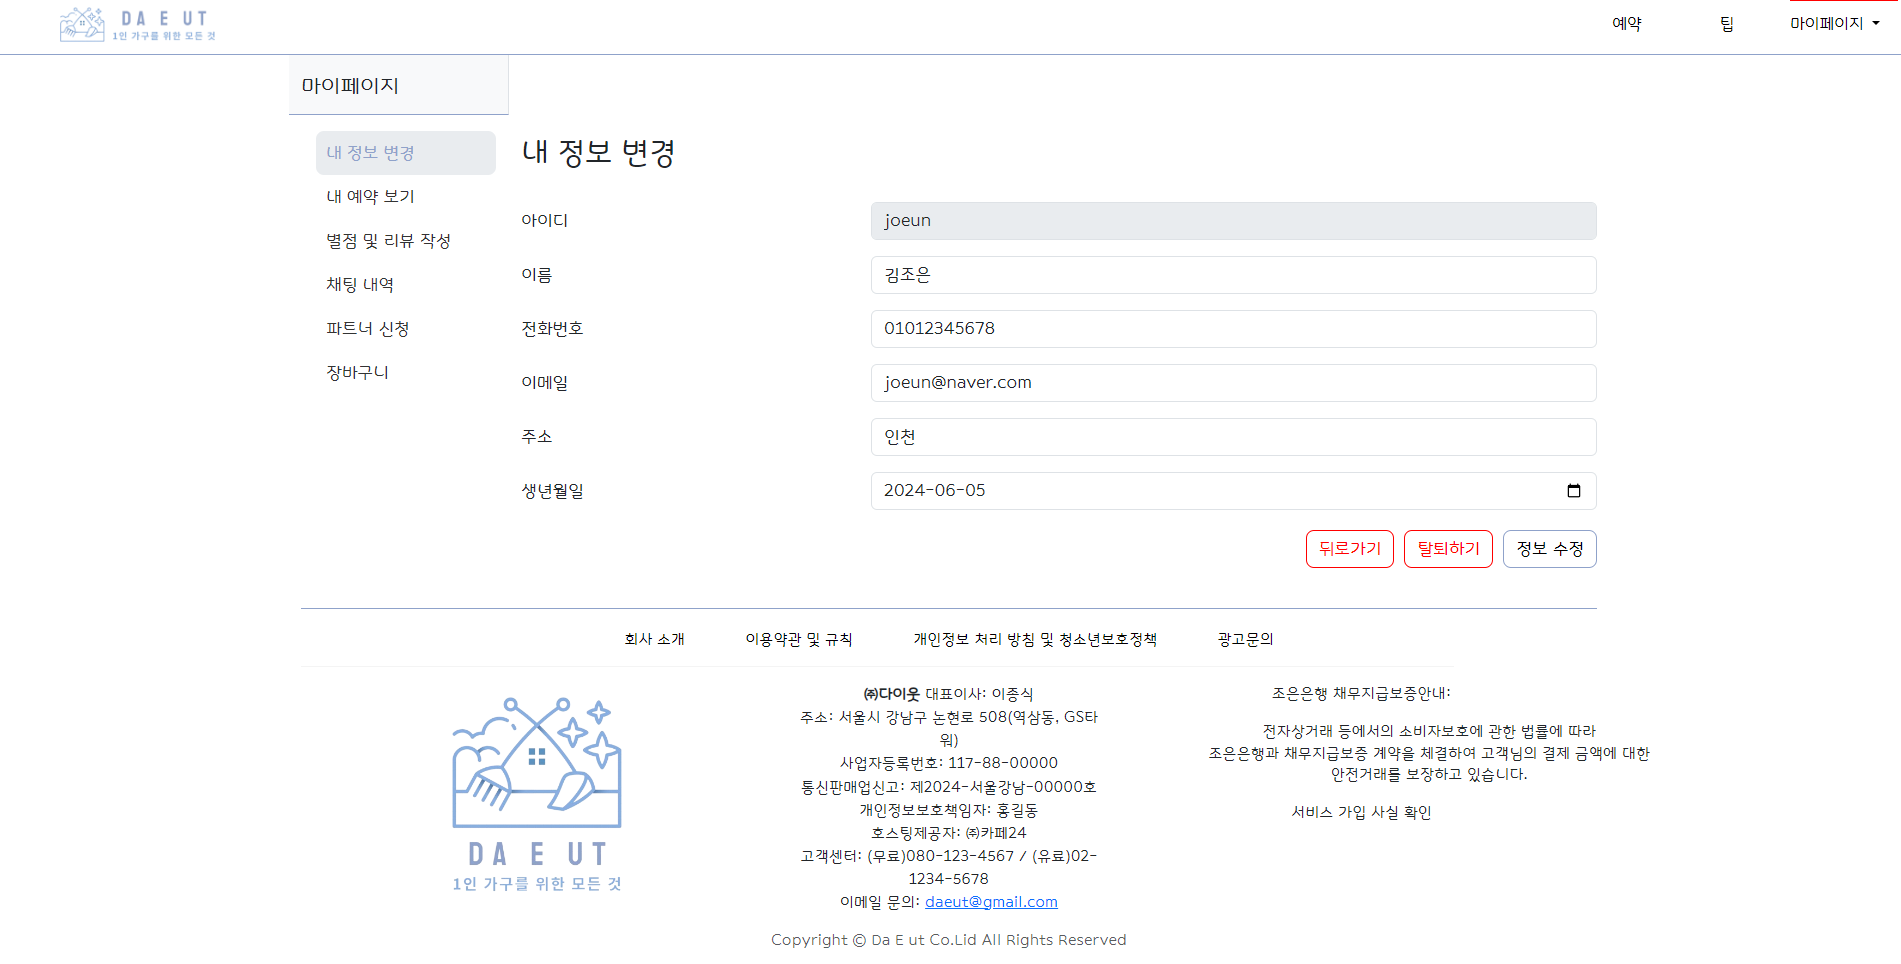 DA E UT
1인 가구를 위한 모든 것
예약
팁
마이페이지
마이페이지
내 정보 변경
내 예약 보기
별점 및 리뷰 작성
채팅 내역
파트너 신청
장바구니
내 정보 변경
아이디
joeun
이름
김조은
전화번호
01012345678
이메일
joeun@naver.com
주소
인천
생년월일
2024-06-05
뒤로가기
탈퇴하기
정보 수정
회사 소개
이용약관 및 규칙
개인정보 처리 방침 및 청소년보호정책
광고문의
DA E UT
1인 가구를 위한 모든 것
㈜다이웃 대표이사: 이종식
주소: 서울시 강남구 논현로 508(역삼동, GS타
워)
사업자등록번호: 117-88-00000
통신판매업신고: 제2024-서울강남-00000호
개인정보보호책임자: 홍길동
호스팅제공자: ㈜카페24
고객센터: (무료)080-123-4567 / (유료)02-
1234-5678
이메일 문의: daeut@gmail.com
조은은행 채무지급보증안내:
전자상거래 등에서의 소비자보호에 관한 법률에 따라
조은은행과 채무지급보증 계약을 체결하여 고객님의 결제 금액에 대한
안전거래를 보장하고 있습니다.
서비스 가입 사실 확인
Copyright © Da E ut Co.Lid All Rights Reserved